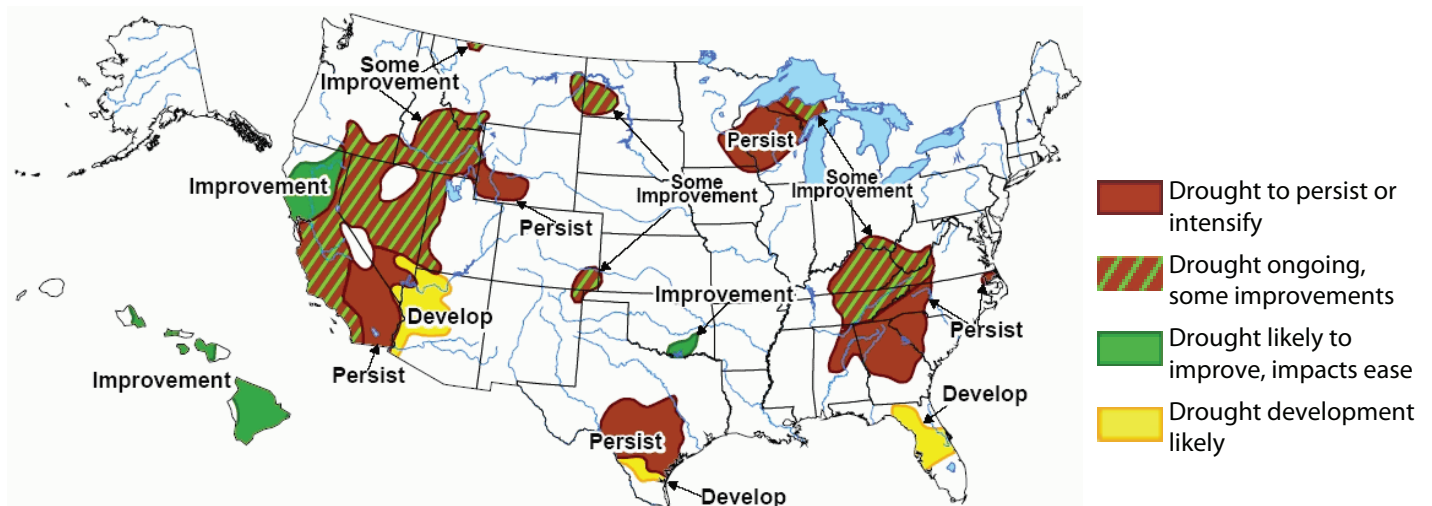 Some
Improvement
Improvement
Persist
Some
Improvement
Persist
Some
Improvement
Improvement
Develop
Persist
Persist
Improvement
Develop
Persist
Develop
Drought to persist or
intensify
Drought ongoing,
some improvements
Drought likely to
improve, impacts ease
Drought development
likely